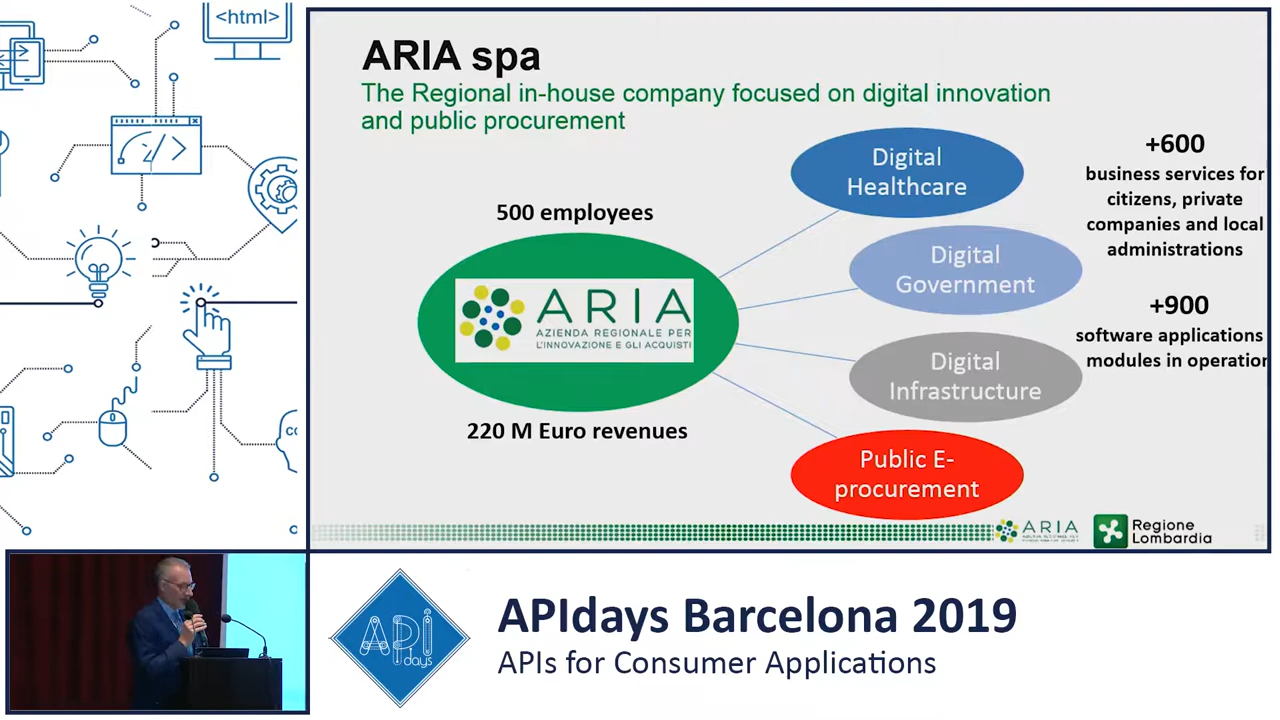 <html>
ARIA spa
The Regional in-house company focused on digital innovation
and public procurement
500 employees
ARIA
AZIENDA REGIONALE PER
L'INNOVAZIONE E GLI ACQUISTI
220 M Euro revenues
Digital
Healthcare
Digital
Government
Digital
Infrastructure
Public E-
procurement
+600
business services for
citizens, private
companies and local
administrations
+900
software applications
modules in operation
ARIA
Regione
Lombardia
API
days
APIdays Barcelona 2019
APIs for Consumer Applications